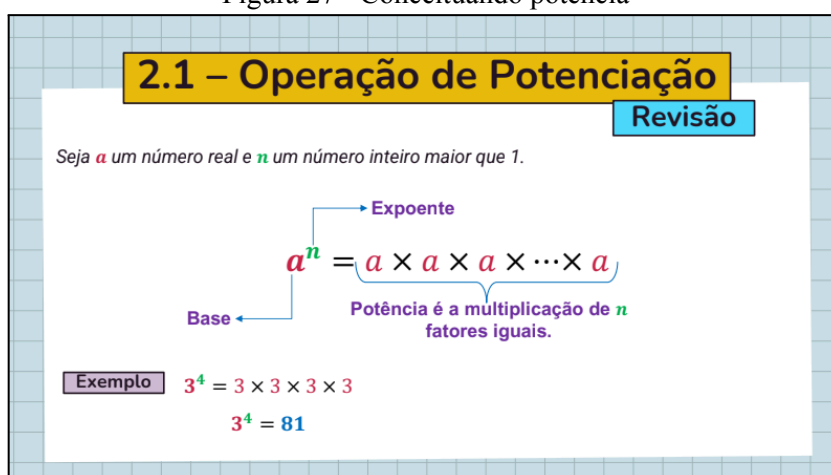 Figura 27 - Conceituando potência
2.1 – Operação de Potenciação
Revisão
Seja a um número real e n um número inteiro maior que 1.
Expoente
aⁿ = a × a × a × ⋯ × a
Base
Potência é a multiplicação de n
fatores iguais.
Exemplo
3⁴ = 3 × 3 × 3 × 3
3⁴ = 81